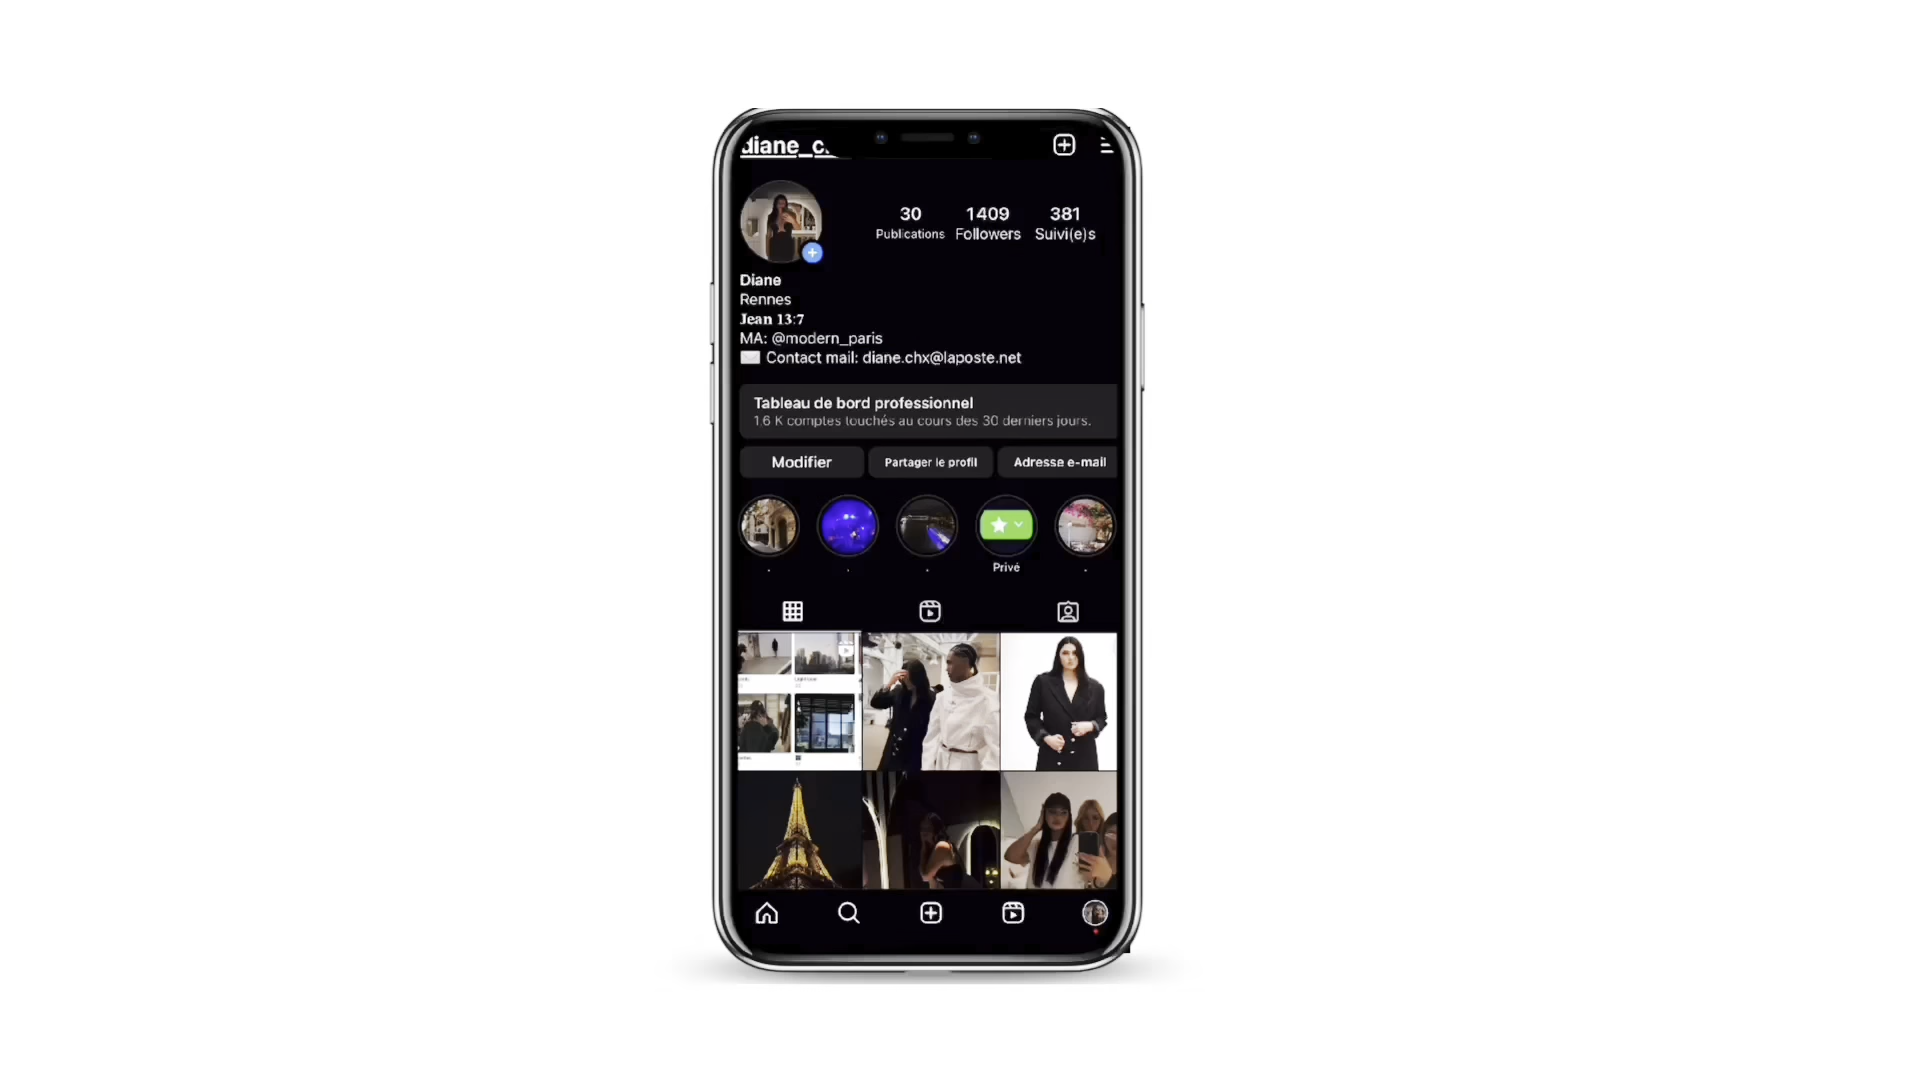 diane_c
30 1409 381
Publications Followers Suivi(e)s
Diane
Rennes
Jean 13:7
MA: @modern_paris
Contact mail: diane.chx@laposte.net
Tableau de bord professionnel
1,6 K comptes touchés au cours des 30 derniers jours.
Modifier Partager le profil Adresse e-mail
Privé